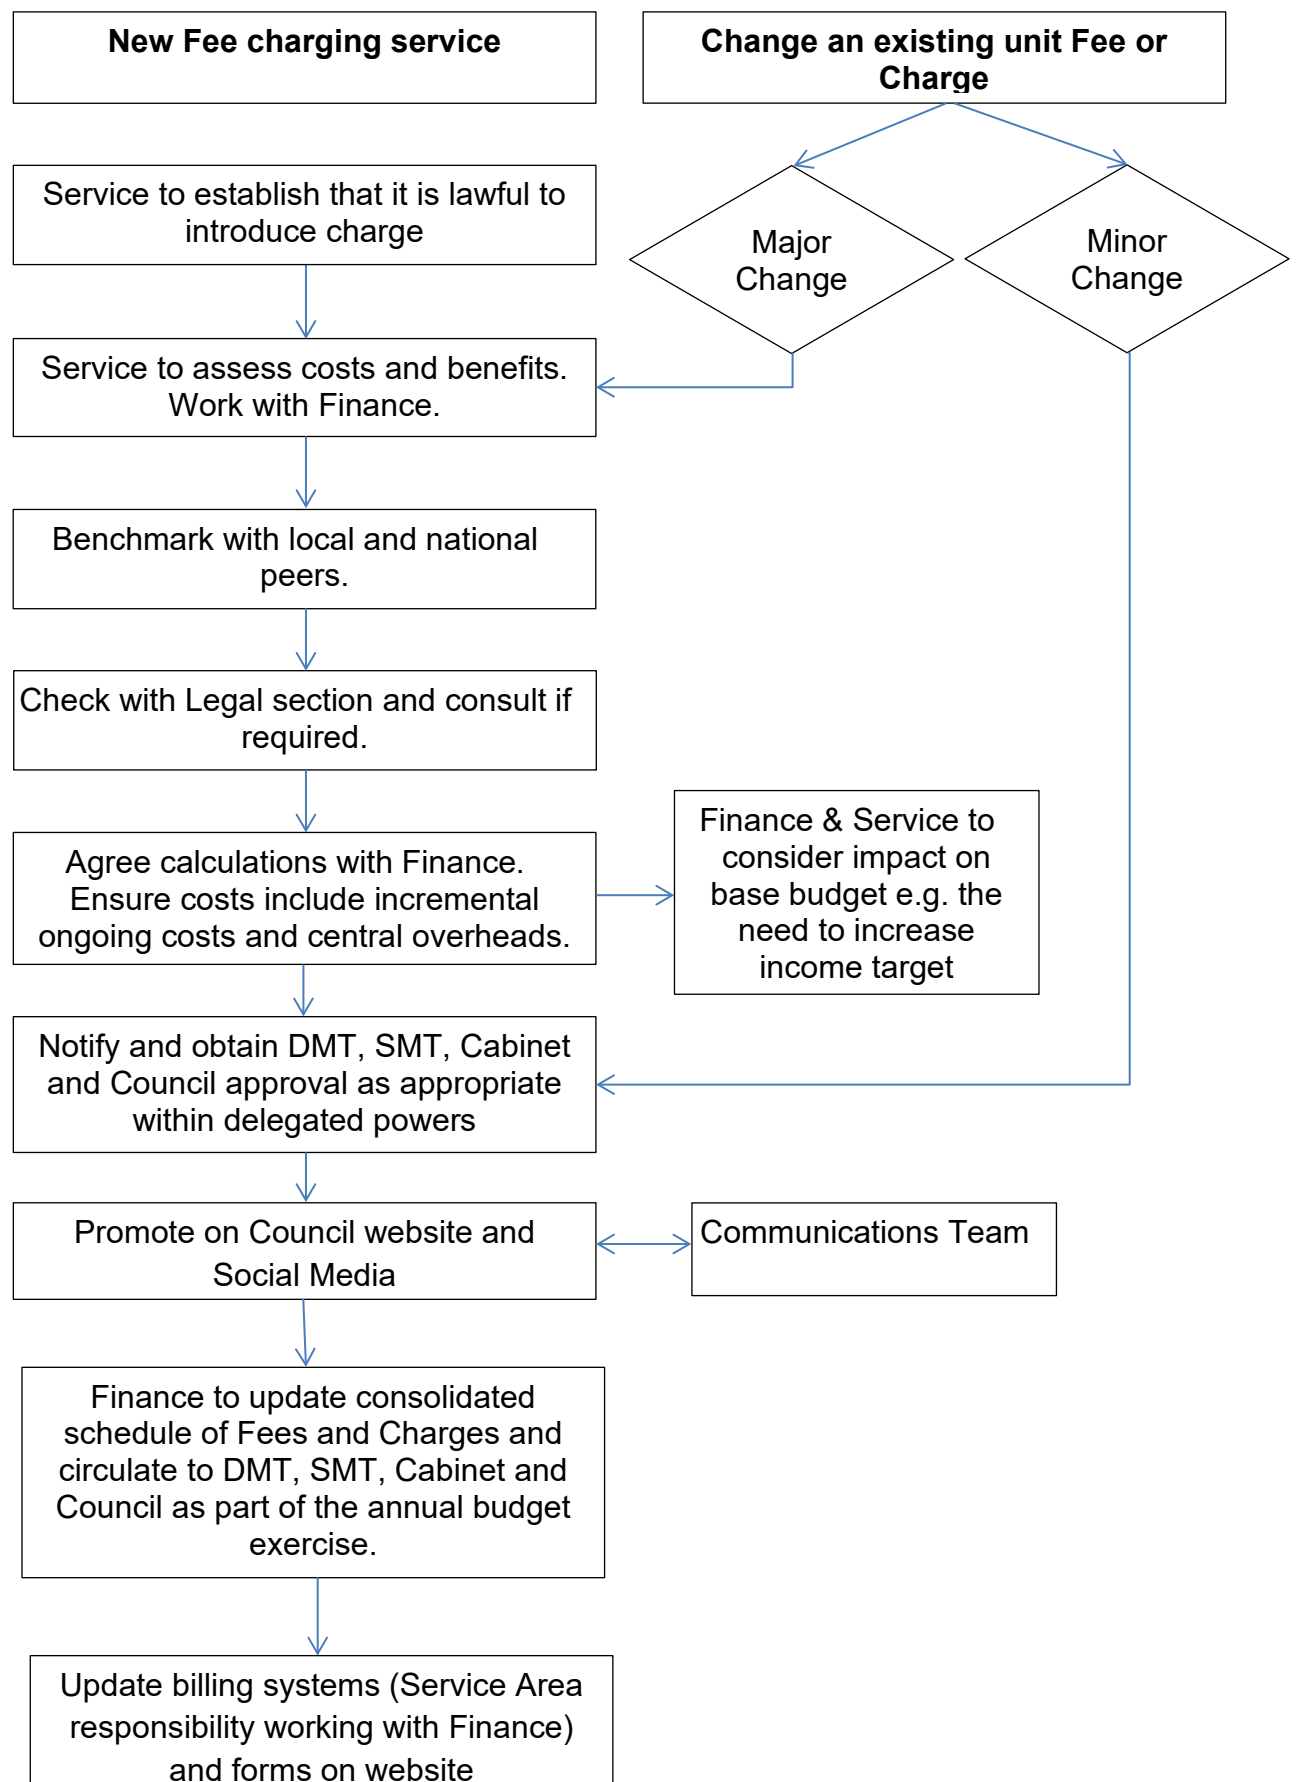 New Fee charging service
Change an existing unit Fee or
Charge
Service to establish that it is lawful to
introduce charge
Major
Change
Minor
Change
Service to assess costs and benefits.
Work with Finance.
Benchmark with local and national
peers.
Check with Legal section and consult if
required.
Agree calculations with Finance.
Ensure costs include incremental
ongoing costs and central overheads.
Finance & Service to
consider impact on
base budget e.g. the
need to increase
income target
Notify and obtain DMT, SMT, Cabinet
and Council approval as appropriate
within delegated powers
Promote on Council website and
Social Media
Communications Team
Finance to update consolidated
schedule of Fees and Charges and
circulate to DMT, SMT, Cabinet and
Council as part of the annual budget
exercise.
Update billing systems (Service Area
responsibility working with Finance)
and forms on website